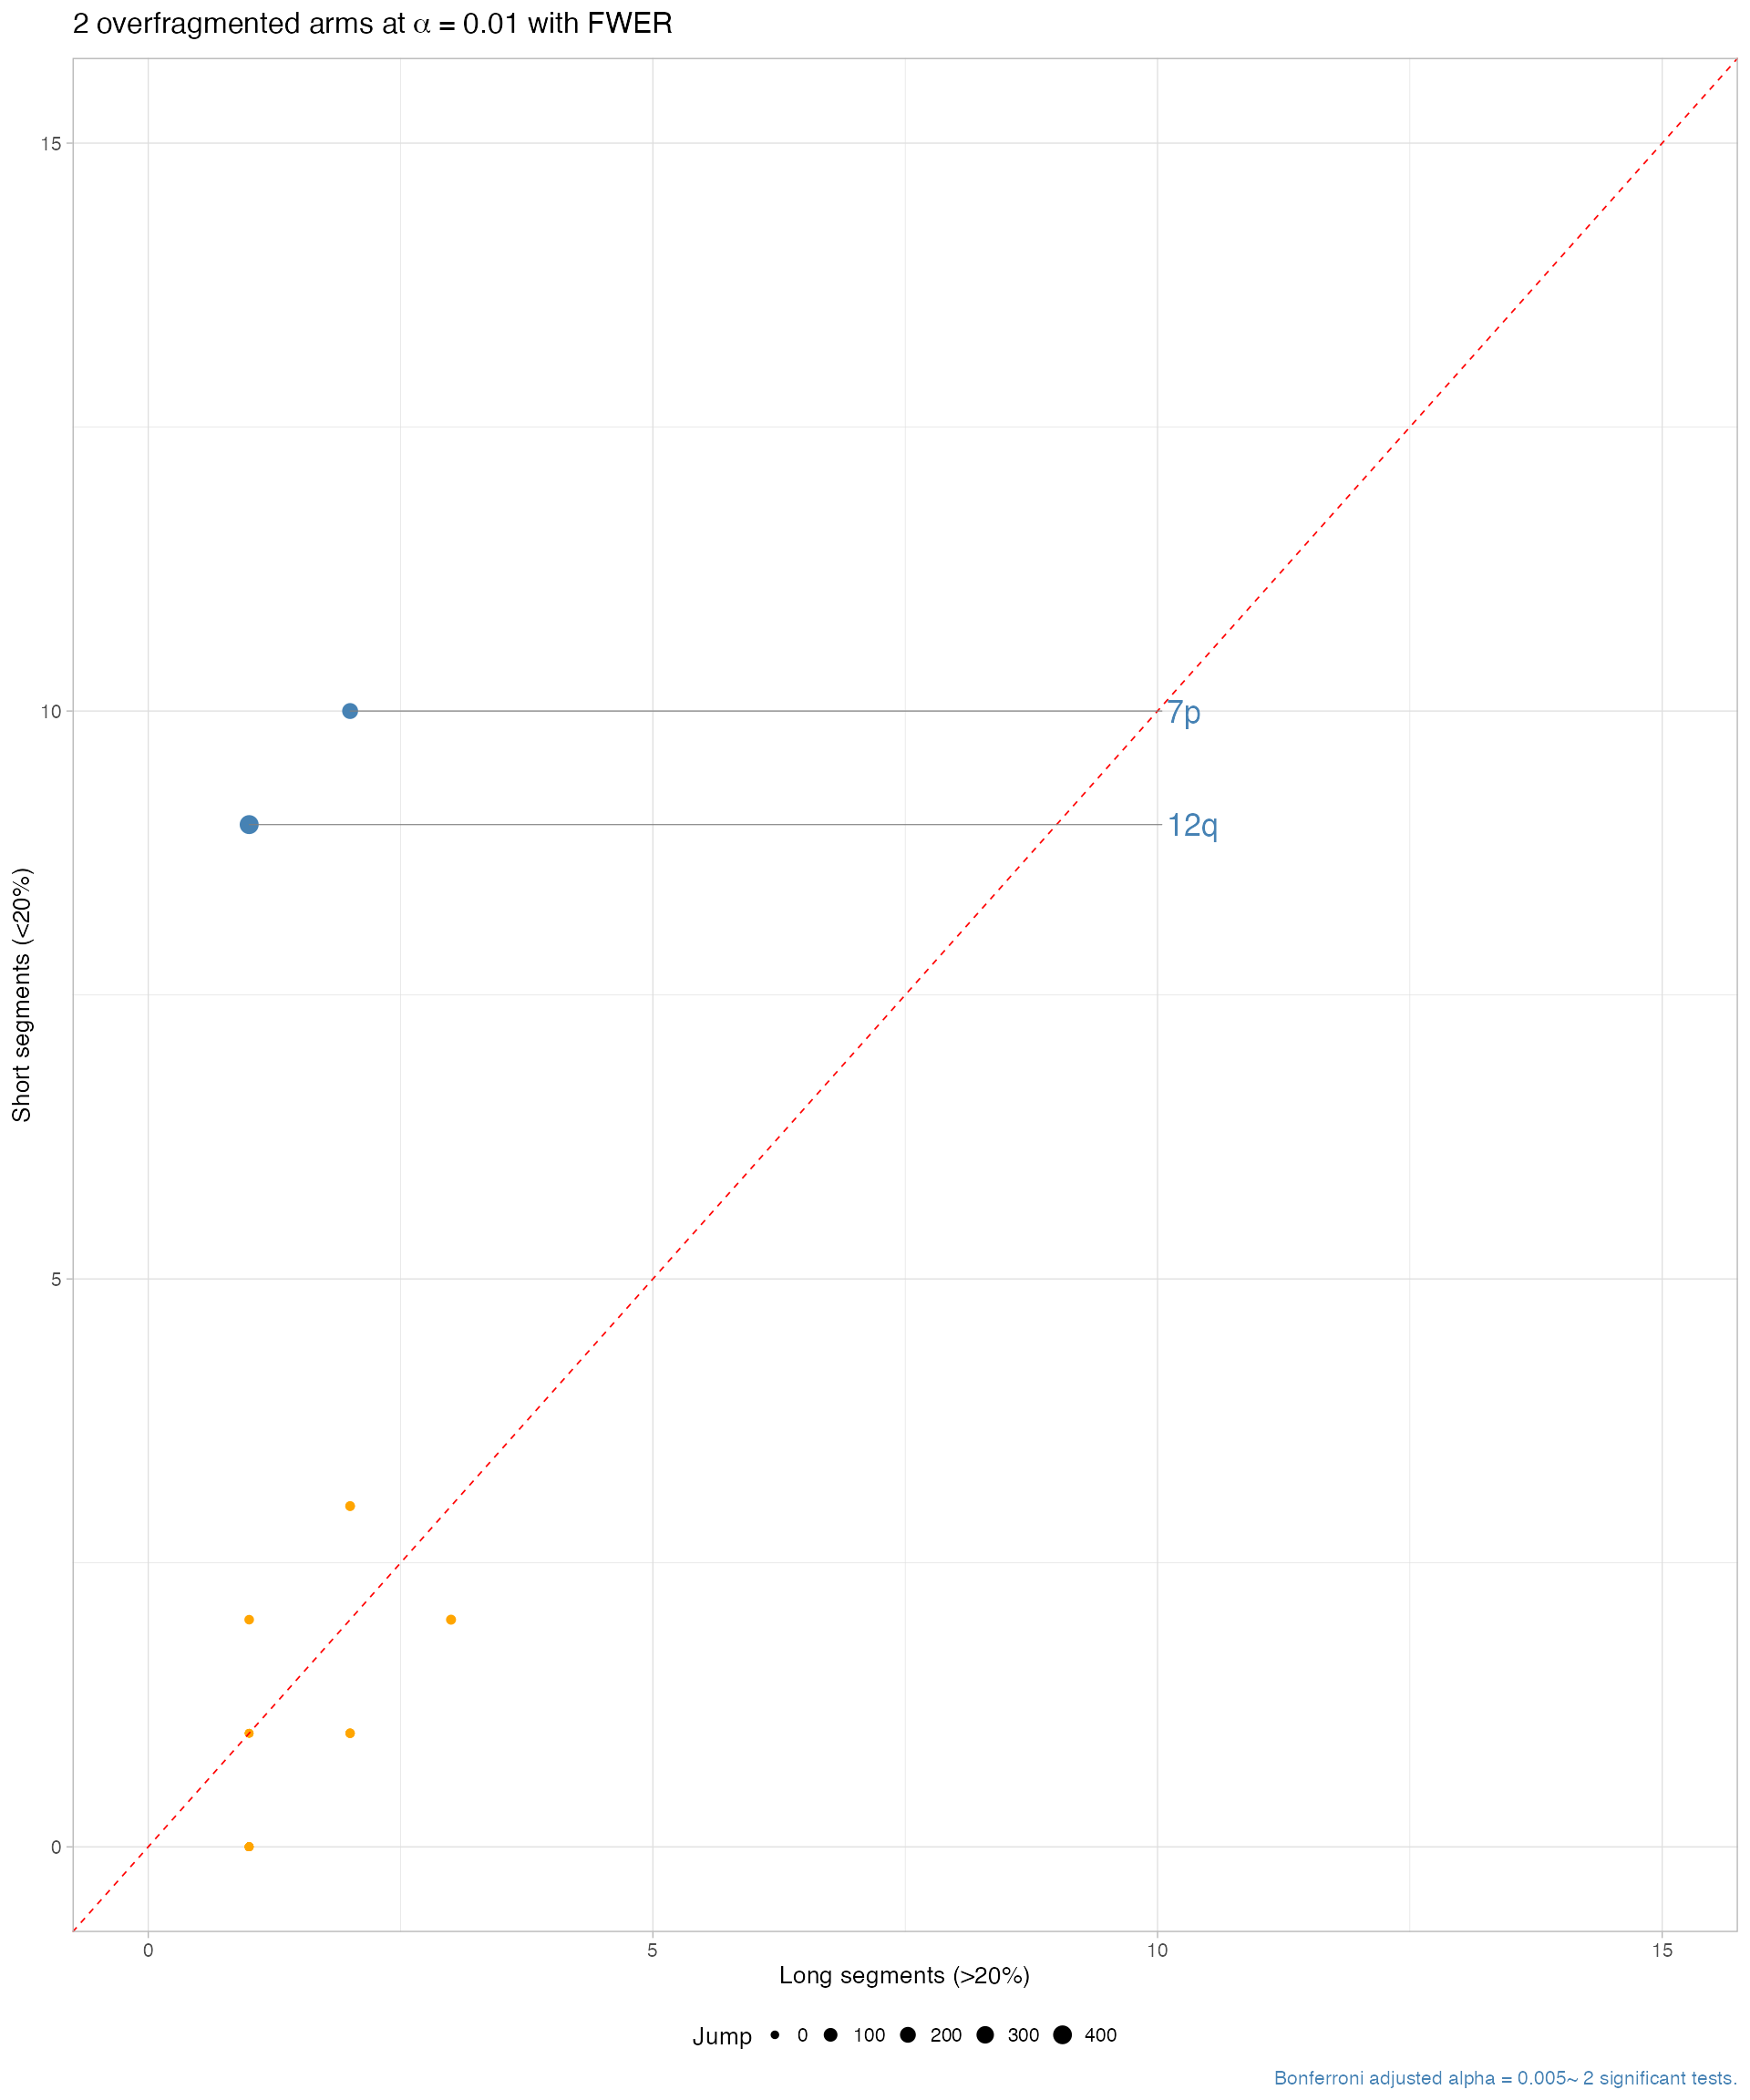 2 overfragmented arms at α = 0.01 with FWER
15
10
5
0
Short segments (<20%)
7p
12q
0 5 10 15
Long segments (>20%)
Jump 0 100 200 300 400
Bonferroni adjusted alpha = 0.005~ 2 significant tests.